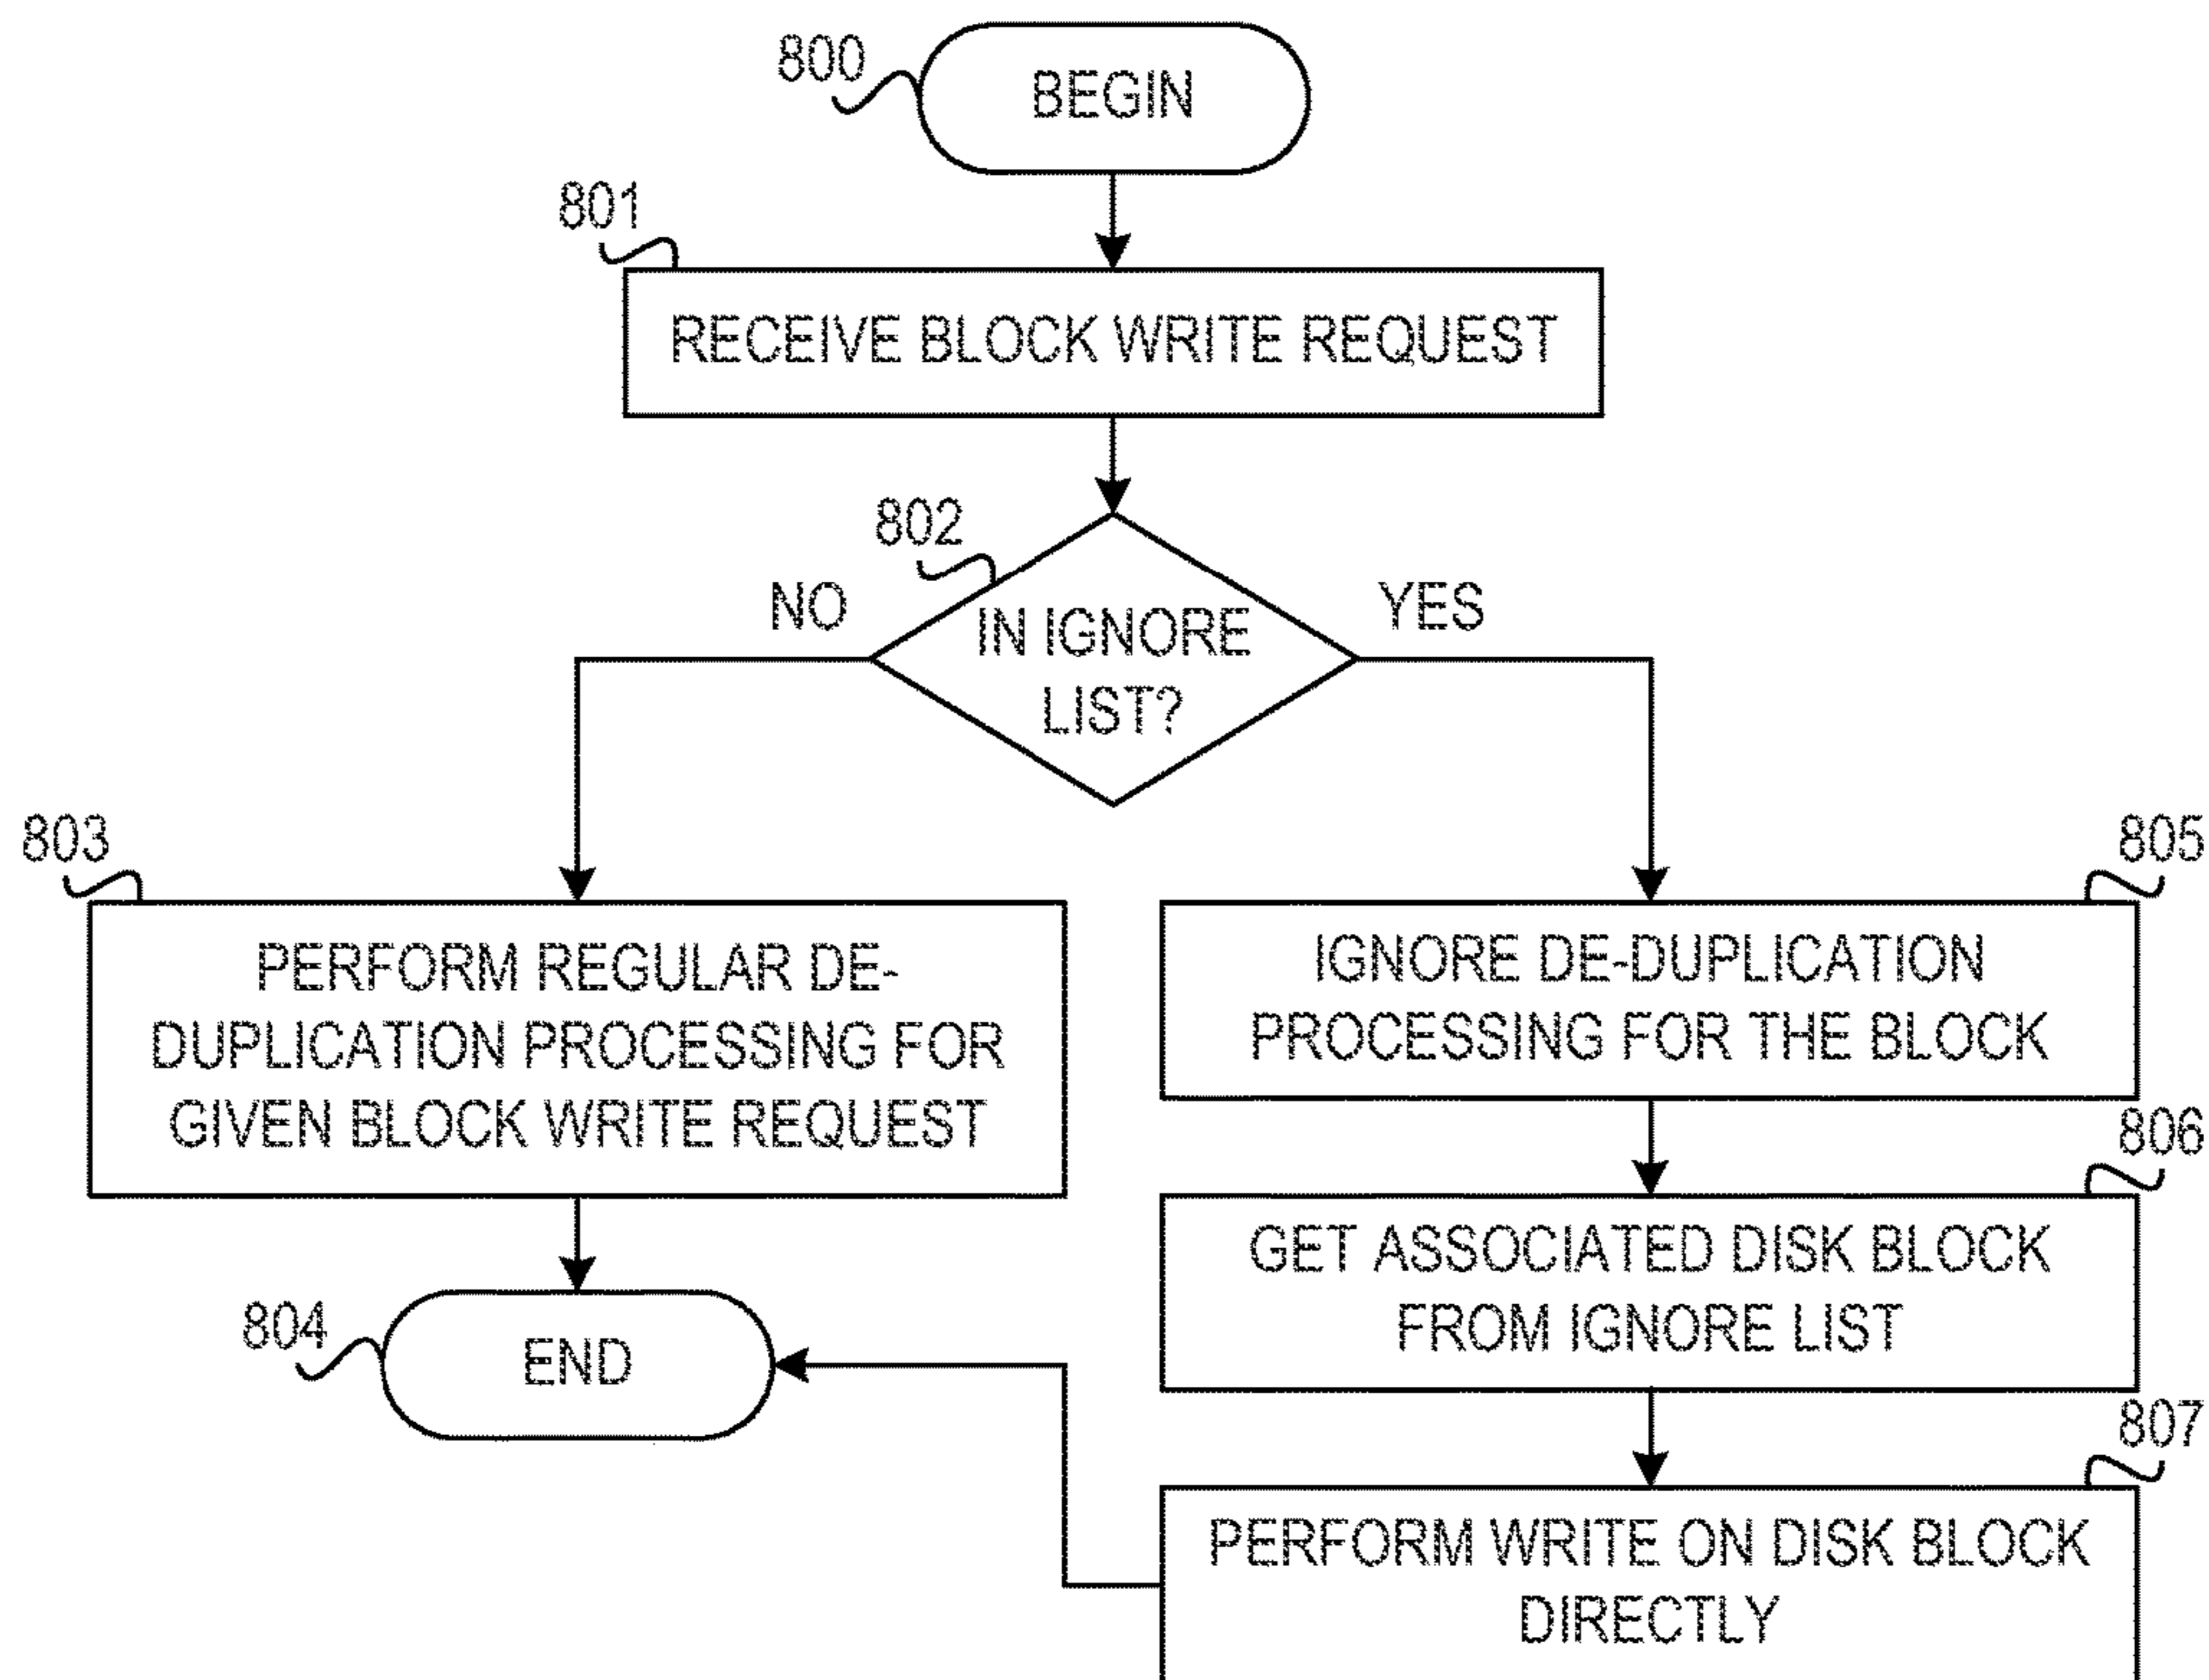 800
BEGIN
801
RECEIVE BLOCK WRITE REQUEST
802
NO
YES
IN IGNORE
LIST?
803
PERFORM REGULAR DE-
DUPLICATION PROCESSING FOR
GIVEN BLOCK WRITE REQUEST
805
IGNORE DE-DUPLICATION
PROCESSING FOR THE BLOCK
806
GET ASSOCIATED DISK BLOCK
FROM IGNORE LIST
804
END
807
PERFORM WRITE ON DISK BLOCK
DIRECTLY